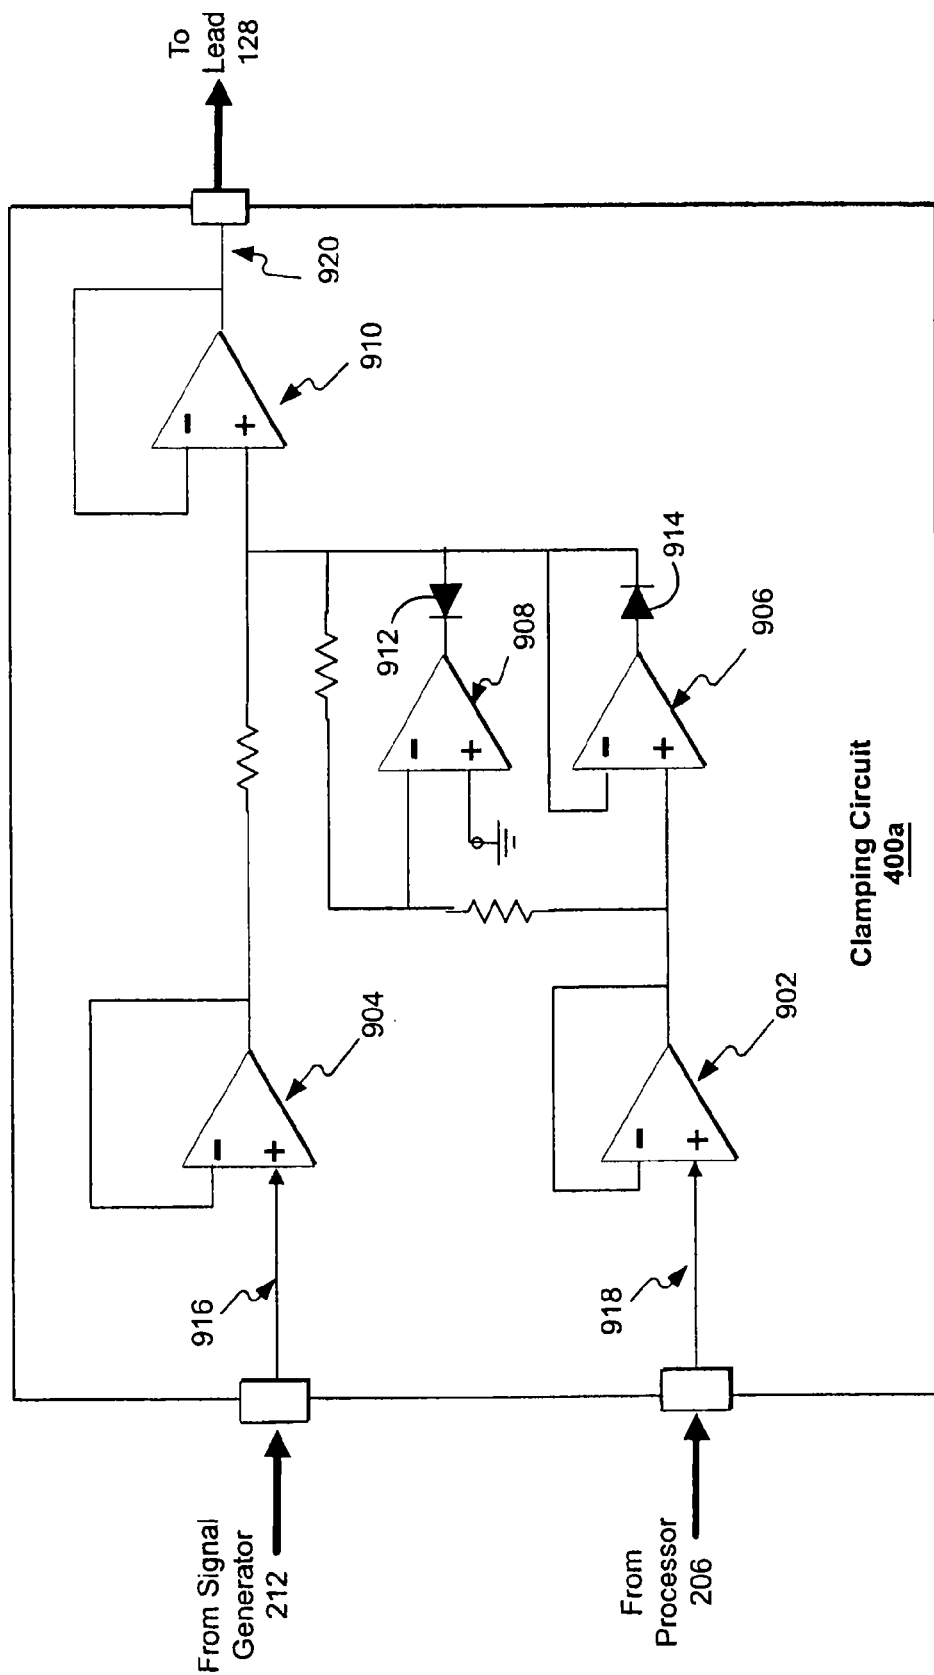 To
Lead
128
920
910
912
908
914
906
904
902
916
918
From Signal
Generator
212
From
Processor
206
Clamping Circuit
400a